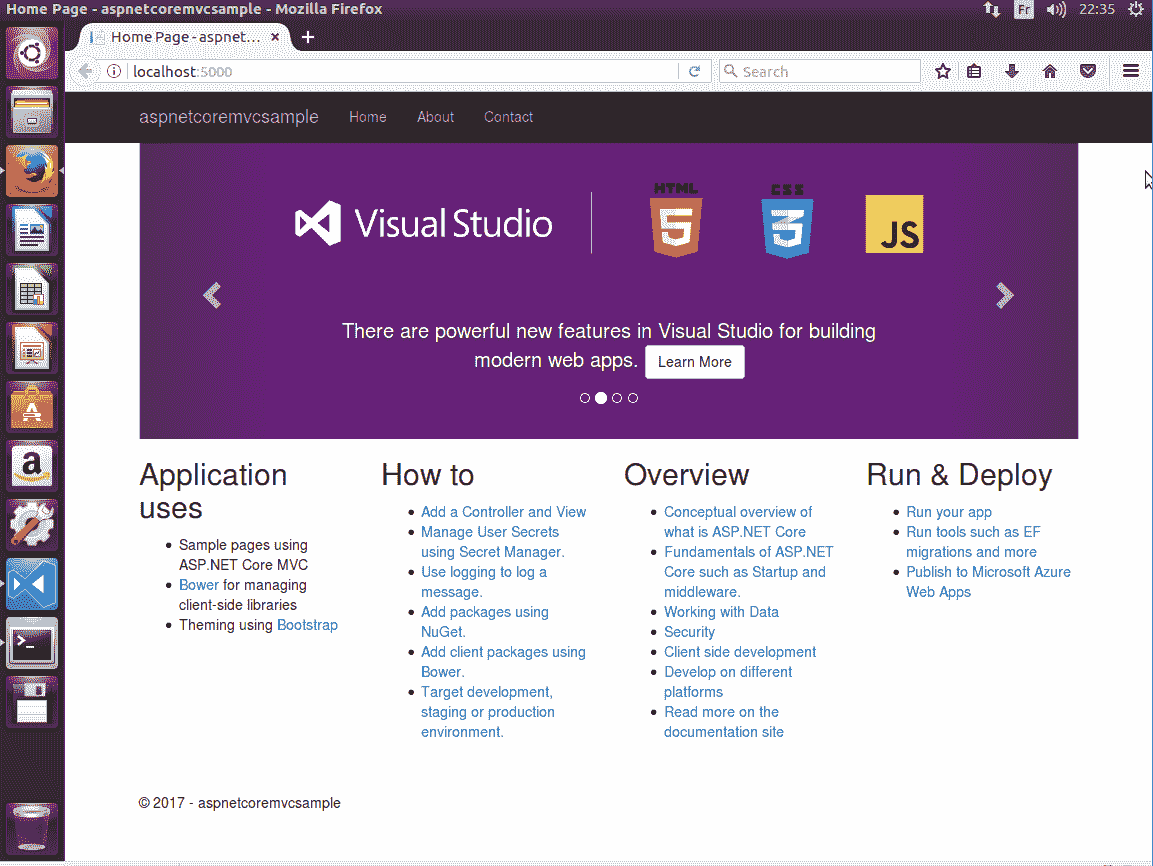 Home Page - aspnetcoremvcsample - Mozilla Firefox
Fr
22:35
Home Page - aspnet...
localhost:5000
Search
aspnetcoremvcsample
Home
About
Contact
Visual Studio
HTML
5
CSS
3
JS
There are powerful new features in Visual Studio for building
modern web apps.
Learn More
Application
uses
Sample pages using
ASP.NET Core MVC
Bower for managing
client-side libraries
Theming using Bootstrap
How to
Add a Controller and View
Manage User Secrets
using Secret Manager.
Use logging to log a
message.
Add packages using
NuGet.
Add client packages using
Bower.
Target development,
staging or production
environment.
Overview
Conceptual overview of
what is ASP.NET Core
Fundamentals of ASP.NET
Core such as Startup and
middleware.
Working with Data
Security
Client side development
Develop on different
platforms
Read more on the
documentation site
Run & Deploy
Run your app
Run tools such as EF
migrations and more
Publish to Microsoft Azure
Web Apps
© 2017 - aspnetcoremvcsample